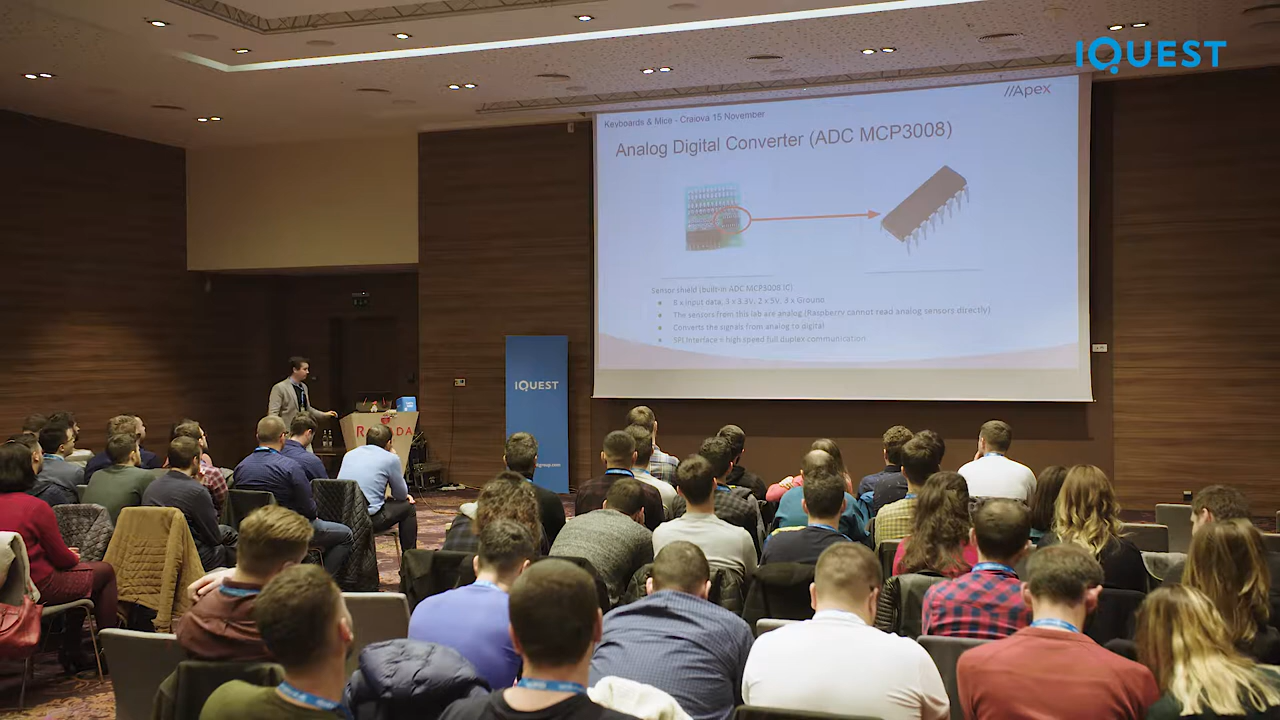 IQUEST
//Apex
Keyboards & Mice - Craiova 15 November
Analog Digital Converter (ADC MCP3008)
Sensor shield (built-in ADC MCP3008 IC)
8 x input data, 3 x 3.3V, 2 x 5V, 3 x Ground
The sensors from this lab are analog (Raspberry cannot read analog sensors directly)
Converts the signals from analog to digital
SPI Interface = high speed full duplex communication
IQUEST
R DA